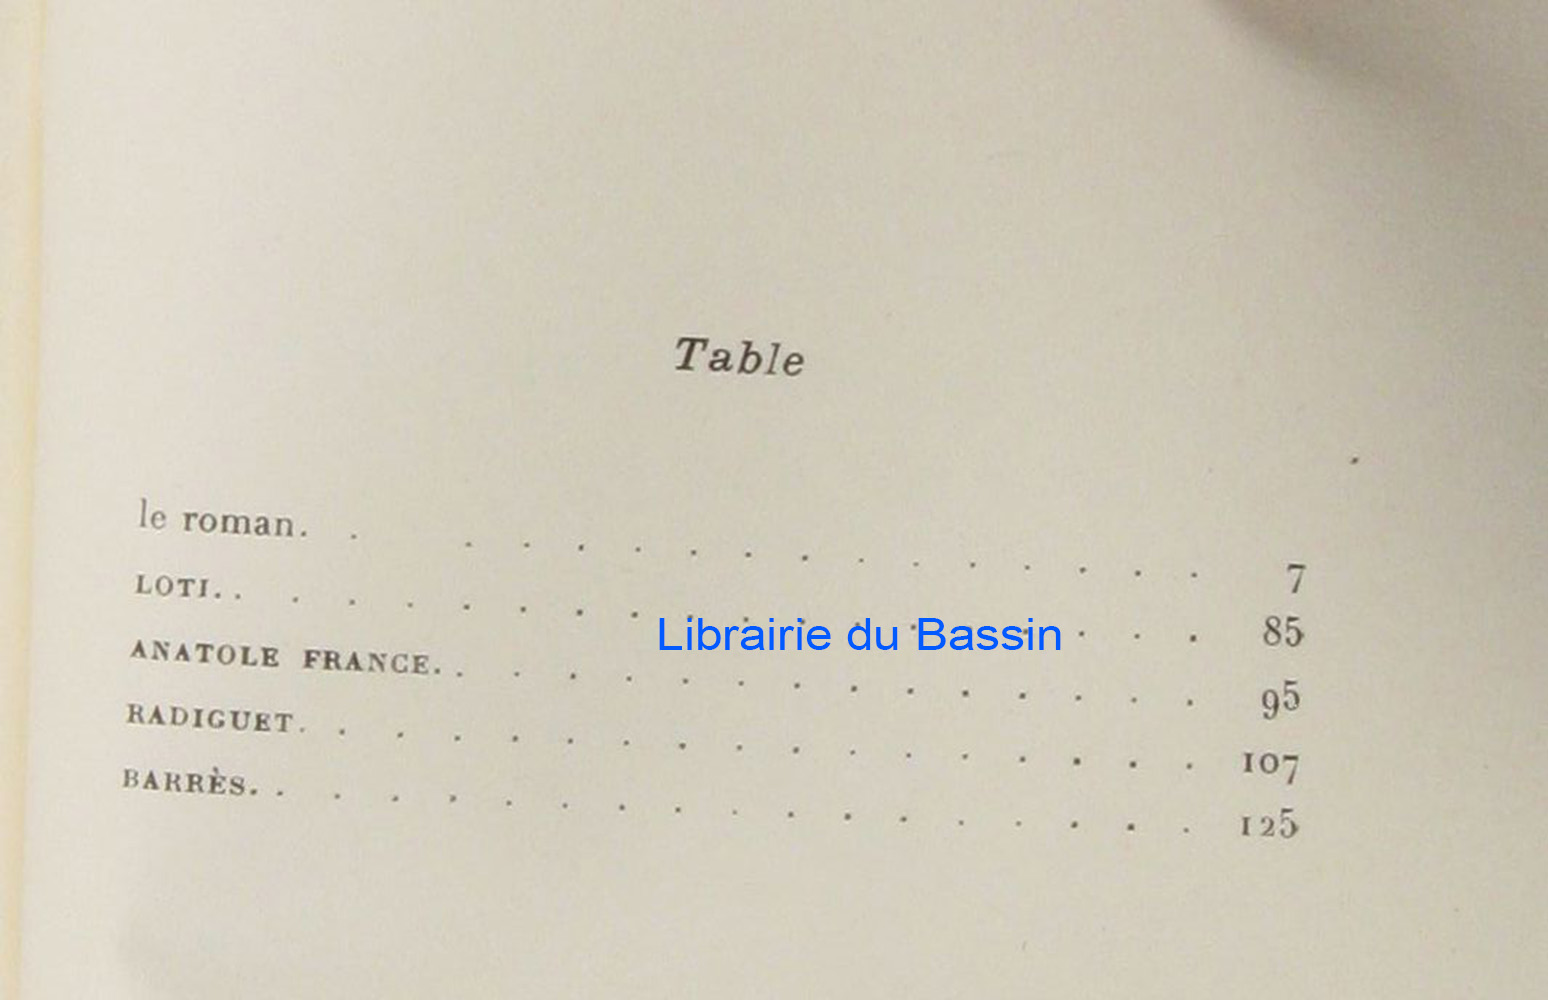 Table
le roman. . . . . . . . . . . . . . . . 7
LOTI. . . . . . . . . . . . . . . . . . . 85
Librairie du Bassin
ANATOLE FRANCE. . . . . . . . . . . . . . . 95
RADIGUET. . . . . . . . . . . . . . . . . 107
BARRÈS. . . . . . . . . . . . . . . . . . 125